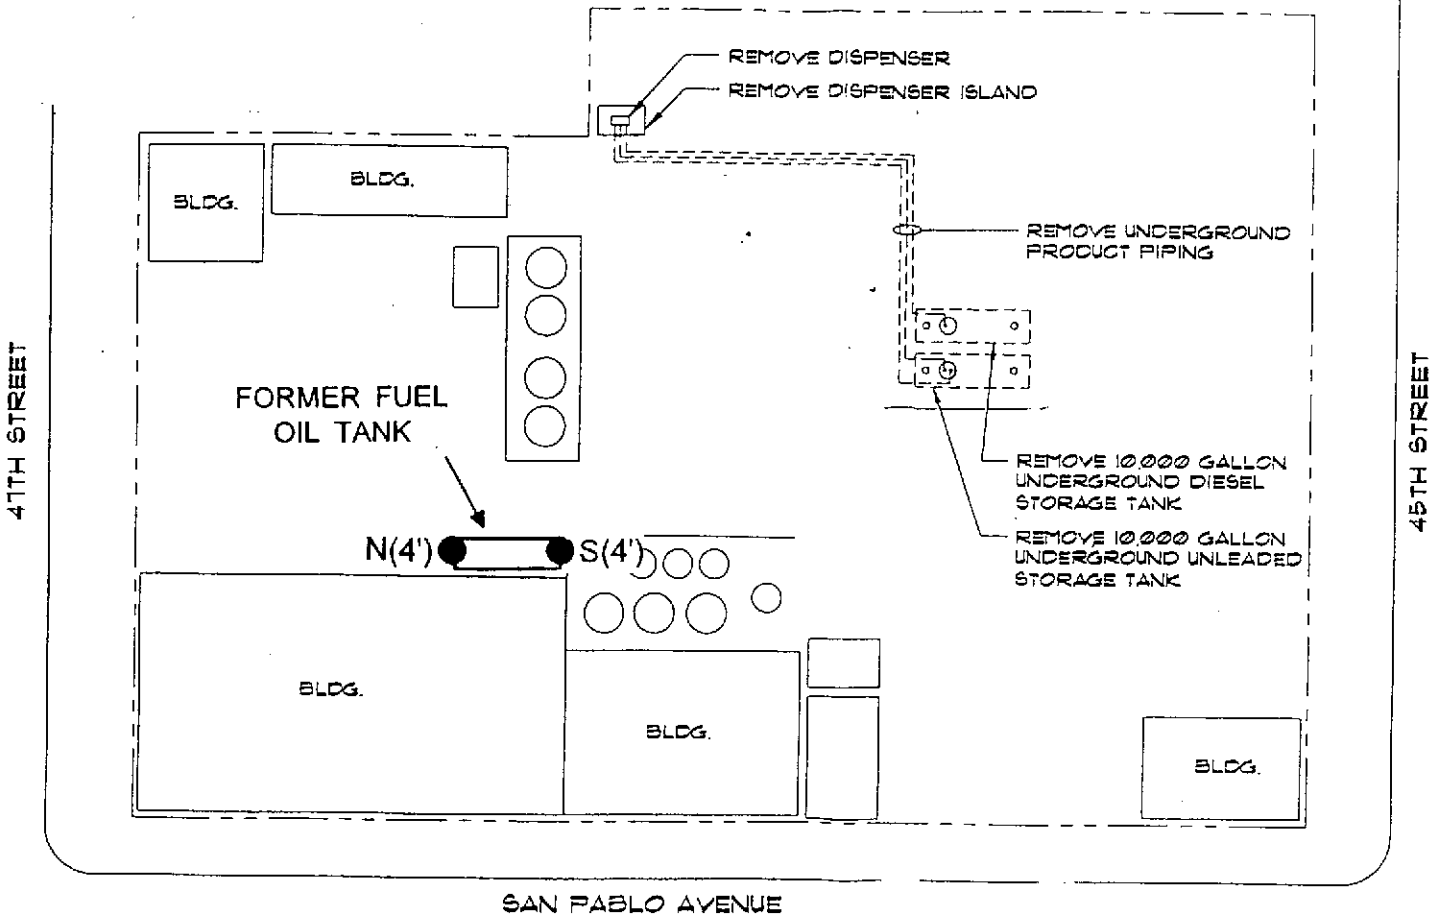 REMOVE DISPENSER
REMOVE DISPENSER ISLAND
BLDG.
BLDG.
REMOVE UNDERGROUND
PRODUCT PIPING
47TH STREET
45TH STREET
FORMER FUEL
OIL TANK
REMOVE 10,000 GALLON
UNDERGROUND DIESEL
STORAGE TANK
N(4') S(4')
REMOVE 10,000 GALLON
UNDERGROUND UNLEADED
STORAGE TANK
BLDG.
BLDG.
BLDG.
SAN PABLO AVENUE